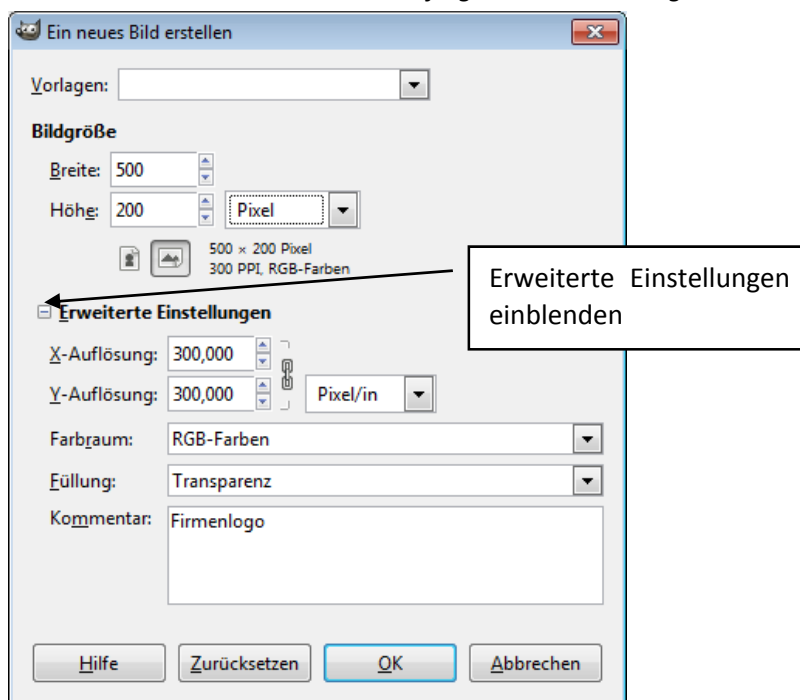 Ein neues Bild erstellen
Vorlagen:
Bildgröße
Breite: 500
Höhe: 200 Pixel
500 × 200 Pixel
300 PPI, RGB-Farben
Erweiterte Einstellungen
einblenden
Erweiterte Einstellungen
X-Auflösung: 300,000
Y-Auflösung: 300,000 Pixel/in
Farbraum: RGB-Farben
Füllung: Transparenz
Kommentar: Firmenlogo
Hilfe Zurücksetzen OK Abbrechen